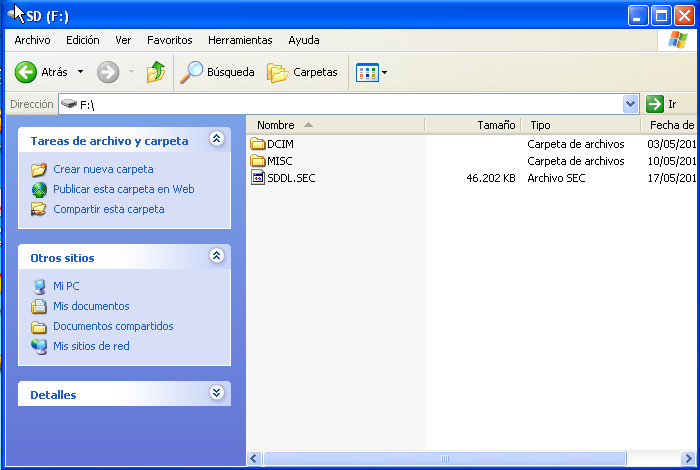 SD (F:)
Archivo Edición Ver Favoritos Herramientas Ayuda
Atrás Búsqueda Carpetas
Dirección F:\ Ir
Tareas de archivo y carpeta
Crear nueva carpeta
Publicar esta carpeta en Web
Compartir esta carpeta
Otros sitios
Mi PC
Mis documentos
Documentos compartidos
Mis sitios de red
Detalles
Nombre Tamaño Tipo Fecha de
DCIM Carpeta de archivos 03/05/201
MISC Carpeta de archivos 10/05/201
SDDL.SEC 46.202 KB Archivo SEC 17/05/201